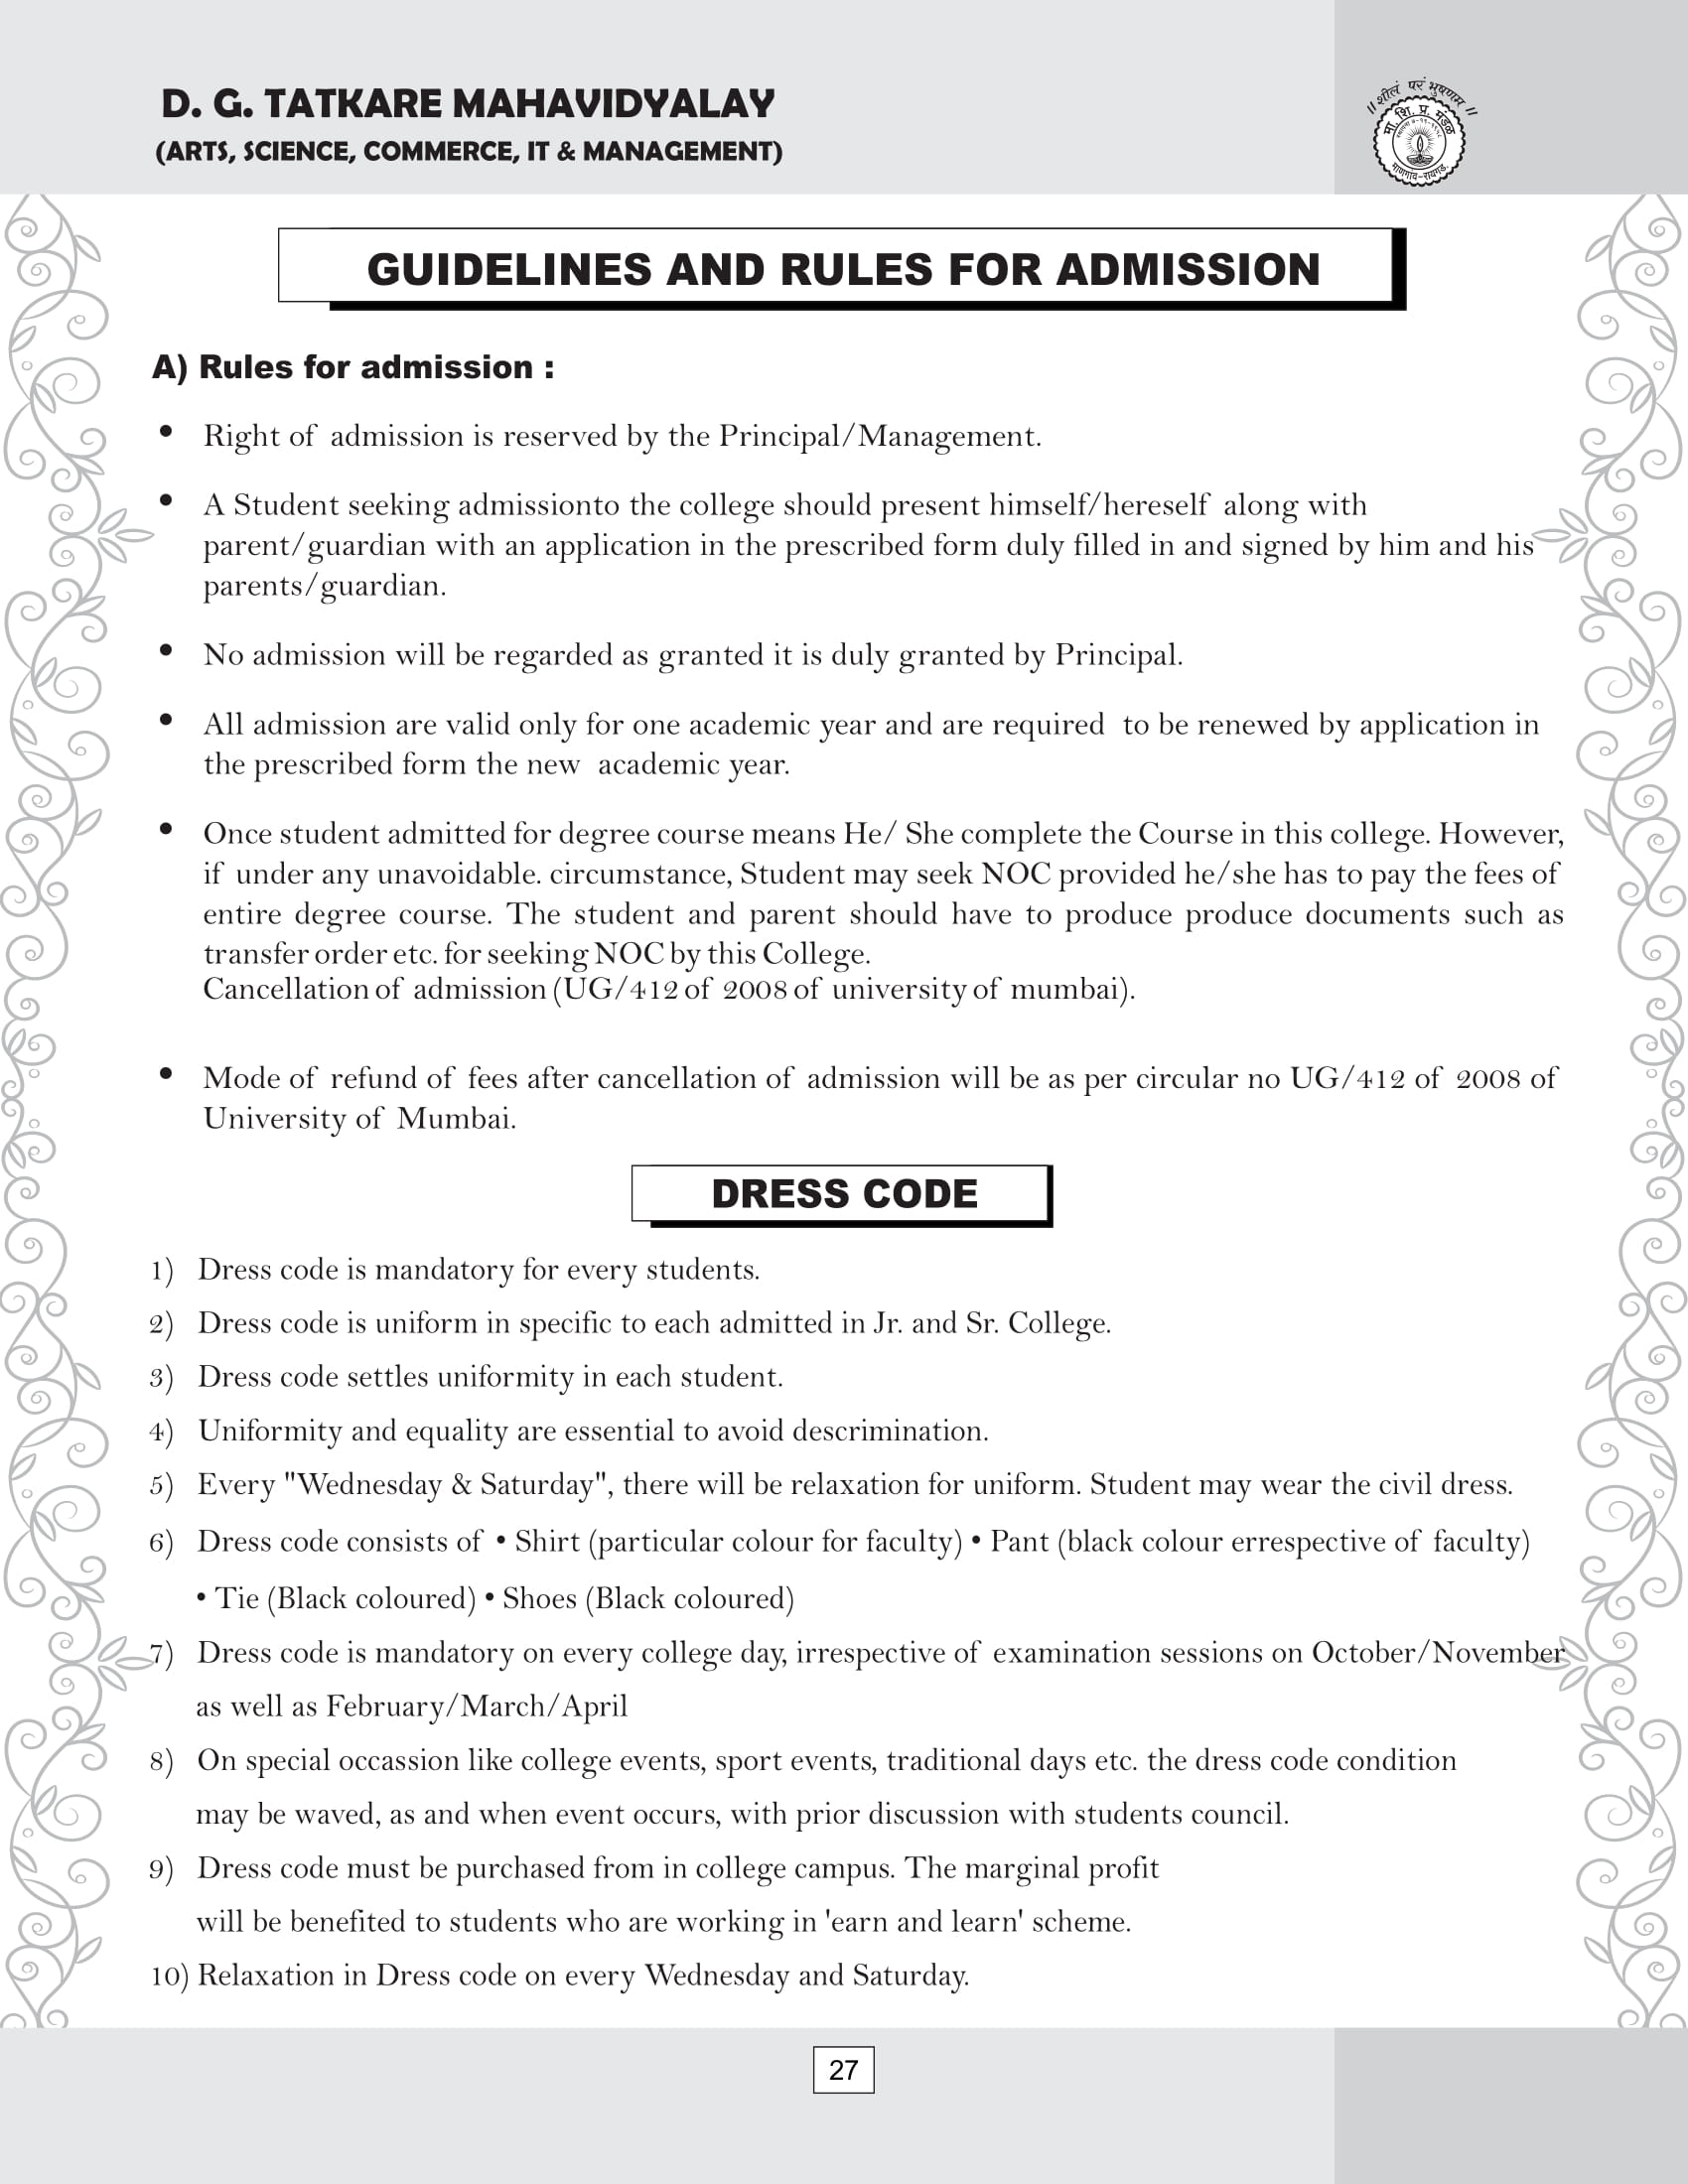 D. G. TATKARE MAHAVIDYALAY
(ARTS, SCIENCE, COMMERCE, IT & MANAGEMENT)
॥ शीलं परं भुषणम ॥
मा. शि. प्र. मंडळ
माणगांव-रायगड.
GUIDELINES AND RULES FOR ADMISSION
A) Rules for admission :
• Right of admission is reserved by the Principal/Management.
• A Student seeking admissionto the college should present himself/hereself along with
parent/guardian with an application in the prescribed form duly filled in and signed by him and his
parents/guardian.
• No admission will be regarded as granted it is duly granted by Principal.
• All admission are valid only for one academic year and are required to be renewed by application in
the prescribed form the new academic year.
• Once student admitted for degree course means He/ She complete the Course in this college. However,
if under any unavoidable. circumstance, Student may seek NOC provided he/she has to pay the fees of
entire degree course. The student and parent should have to produce produce documents such as
transfer order etc. for seeking NOC by this College.
Cancellation of admission (UG/412 of 2008 of university of mumbai).
• Mode of refund of fees after cancellation of admission will be as per circular no UG/412 of 2008 of
University of Mumbai.
DRESS CODE
1) Dress code is mandatory for every students.
2) Dress code is uniform in specific to each admitted in Jr. and Sr. College.
3) Dress code settles uniformity in each student.
4) Uniformity and equality are essential to avoid descrimination.
5) Every "Wednesday & Saturday", there will be relaxation for uniform. Student may wear the civil dress.
6) Dress code consists of • Shirt (particular colour for faculty) • Pant (black colour errespective of faculty)
• Tie (Black coloured) • Shoes (Black coloured)
7) Dress code is mandatory on every college day, irrespective of examination sessions on October/November
as well as February/March/April
8) On special occassion like college events, sport events, traditional days etc. the dress code condition
may be waved, as and when event occurs, with prior discussion with students council.
9) Dress code must be purchased from in college campus. The marginal profit
will be benefited to students who are working in 'earn and learn' scheme.
10) Relaxation in Dress code on every Wednesday and Saturday.
27